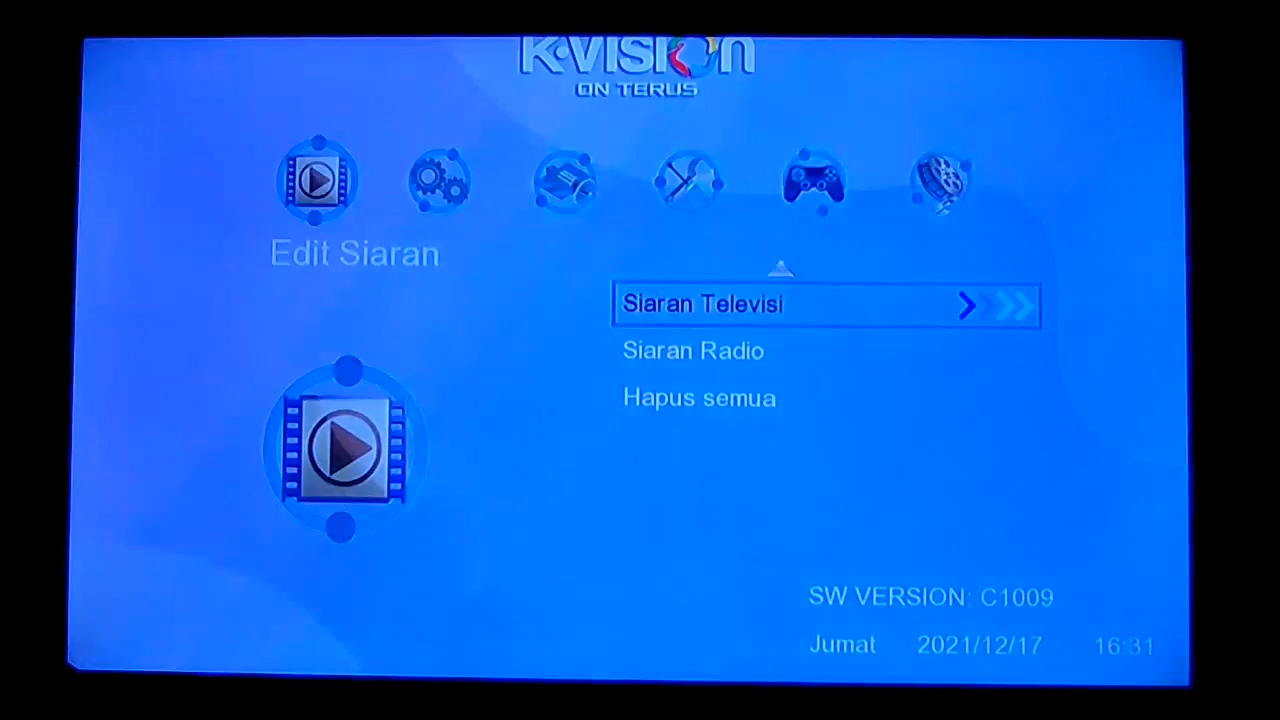 K-VISION
ON TERUS
Edit Siaran
Siaran Televisi
Siaran Radio
Hapus semua
SW VERSION: C1009
Jumat 2021/12/17 16:31